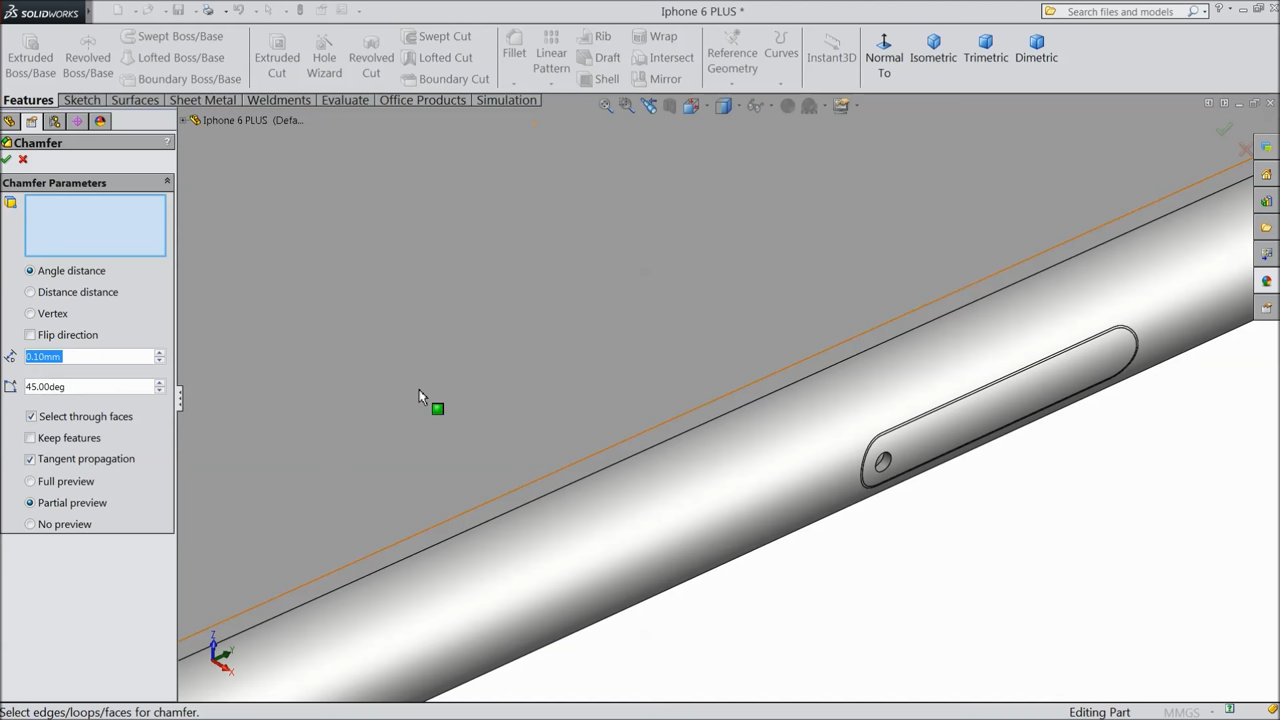 SOLIDWORKS
Iphone 6 PLUS *
Search files and models
Extruded Boss/Base
Revolved Boss/Base
Swept Boss/Base
Lofted Boss/Base
Boundary Boss/Base
Extruded Cut
Hole Wizard
Revolved Cut
Swept Cut
Lofted Cut
Boundary Cut
Fillet
Linear Pattern
Rib
Draft
Shell
Wrap
Intersect
Mirror
Reference Geometry
Curves
Instant3D
Normal To
Isometric
Trimetric
Dimetric
Features
Sketch
Surfaces
Sheet Metal
Weldments
Evaluate
Office Products
Simulation
Iphone 6 PLUS (Defa...
Chamfer
?
Chamfer Parameters
Angle distance
Distance distance
Vertex
Flip direction
0.10mm
45.00deg
Select through faces
Keep features
Tangent propagation
Full preview
Partial preview
No preview
Z
Y
X
Select edges/loops/faces for chamfer.
Editing Part
MMGS